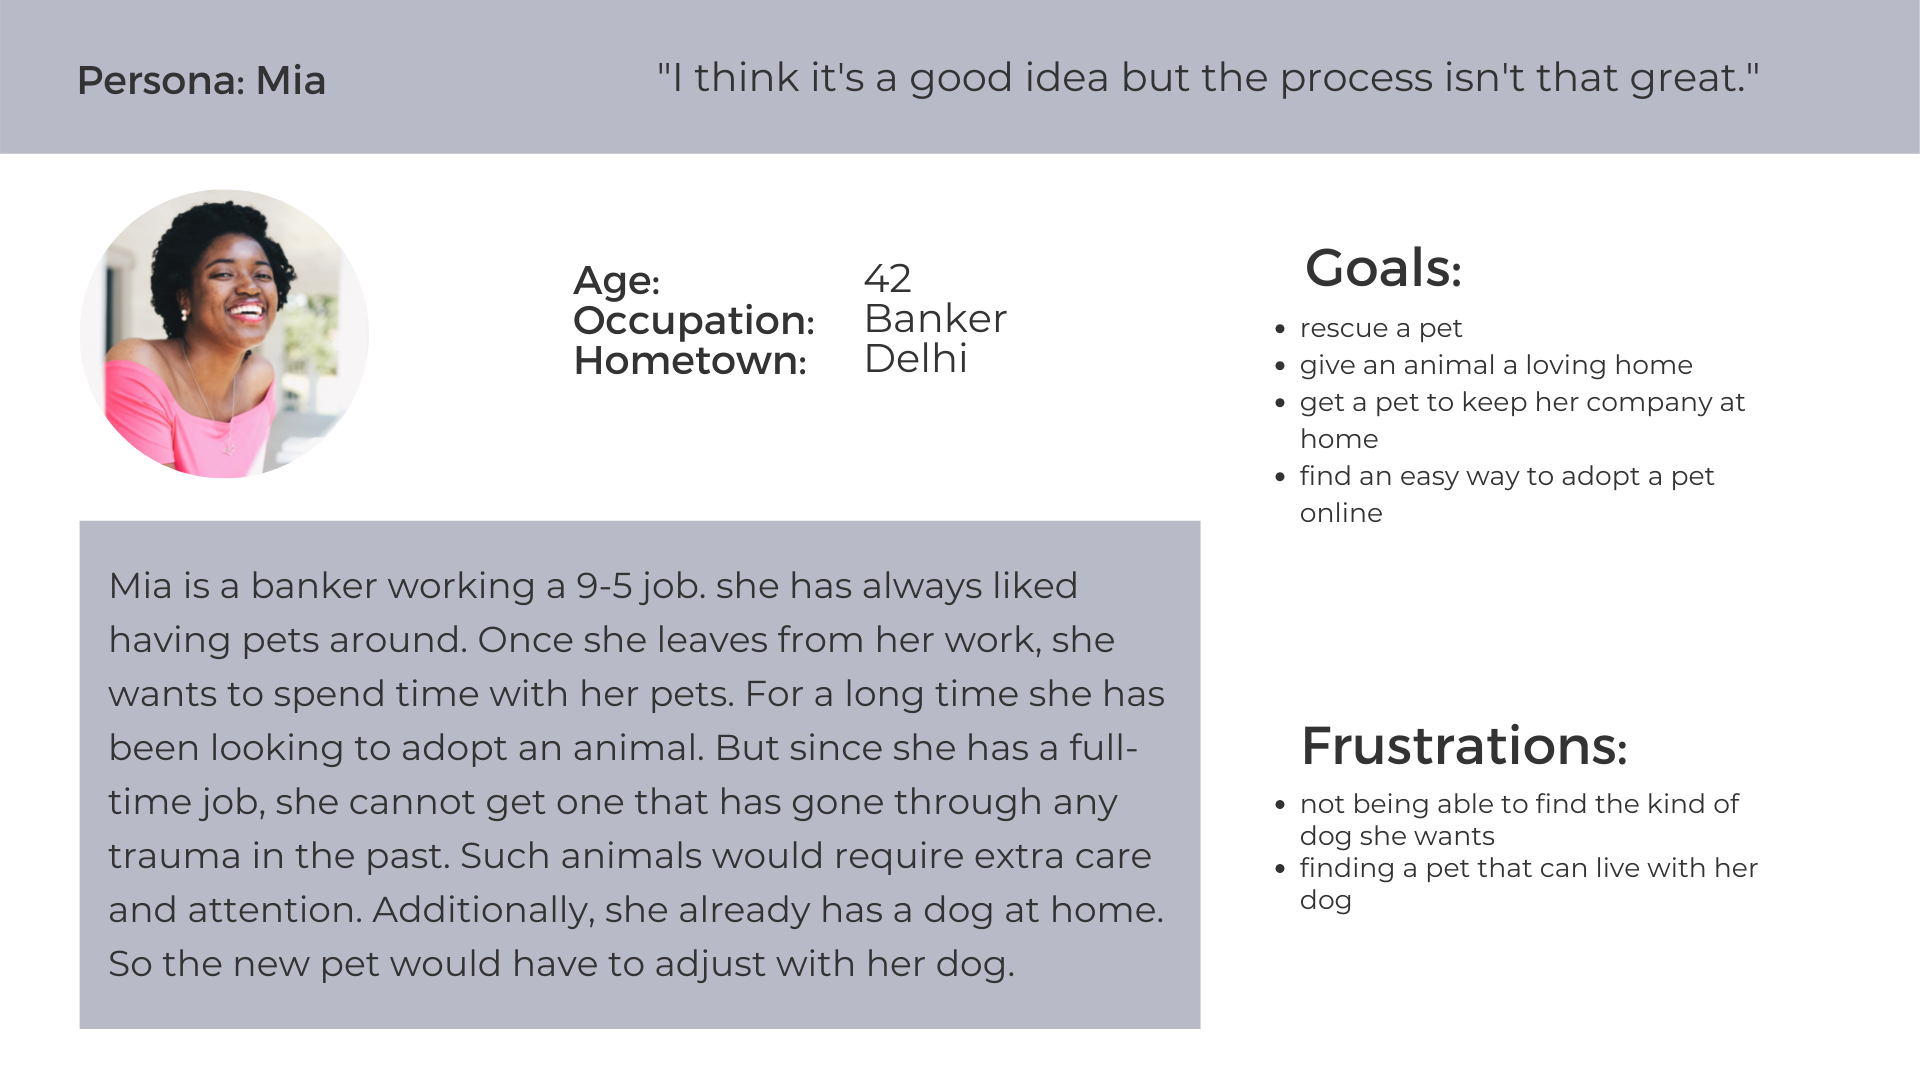 Persona: Mia
"I think it's a good idea but the process isn't that great."
Age: 42
Occupation: Banker
Hometown: Delhi
Mia is a banker working a 9-5 job. she has always liked
having pets around. Once she leaves from her work, she
wants to spend time with her pets. For a long time she has
been looking to adopt an animal. But since she has a full-
time job, she cannot get one that has gone through any
trauma in the past. Such animals would require extra care
and attention. Additionally, she already has a dog at home.
So the new pet would have to adjust with her dog.
Goals:
• rescue a pet
• give an animal a loving home
• get a pet to keep her company at
home
• find an easy way to adopt a pet
online
Frustrations:
• not being able to find the kind of
dog she wants
• finding a pet that can live with her
dog